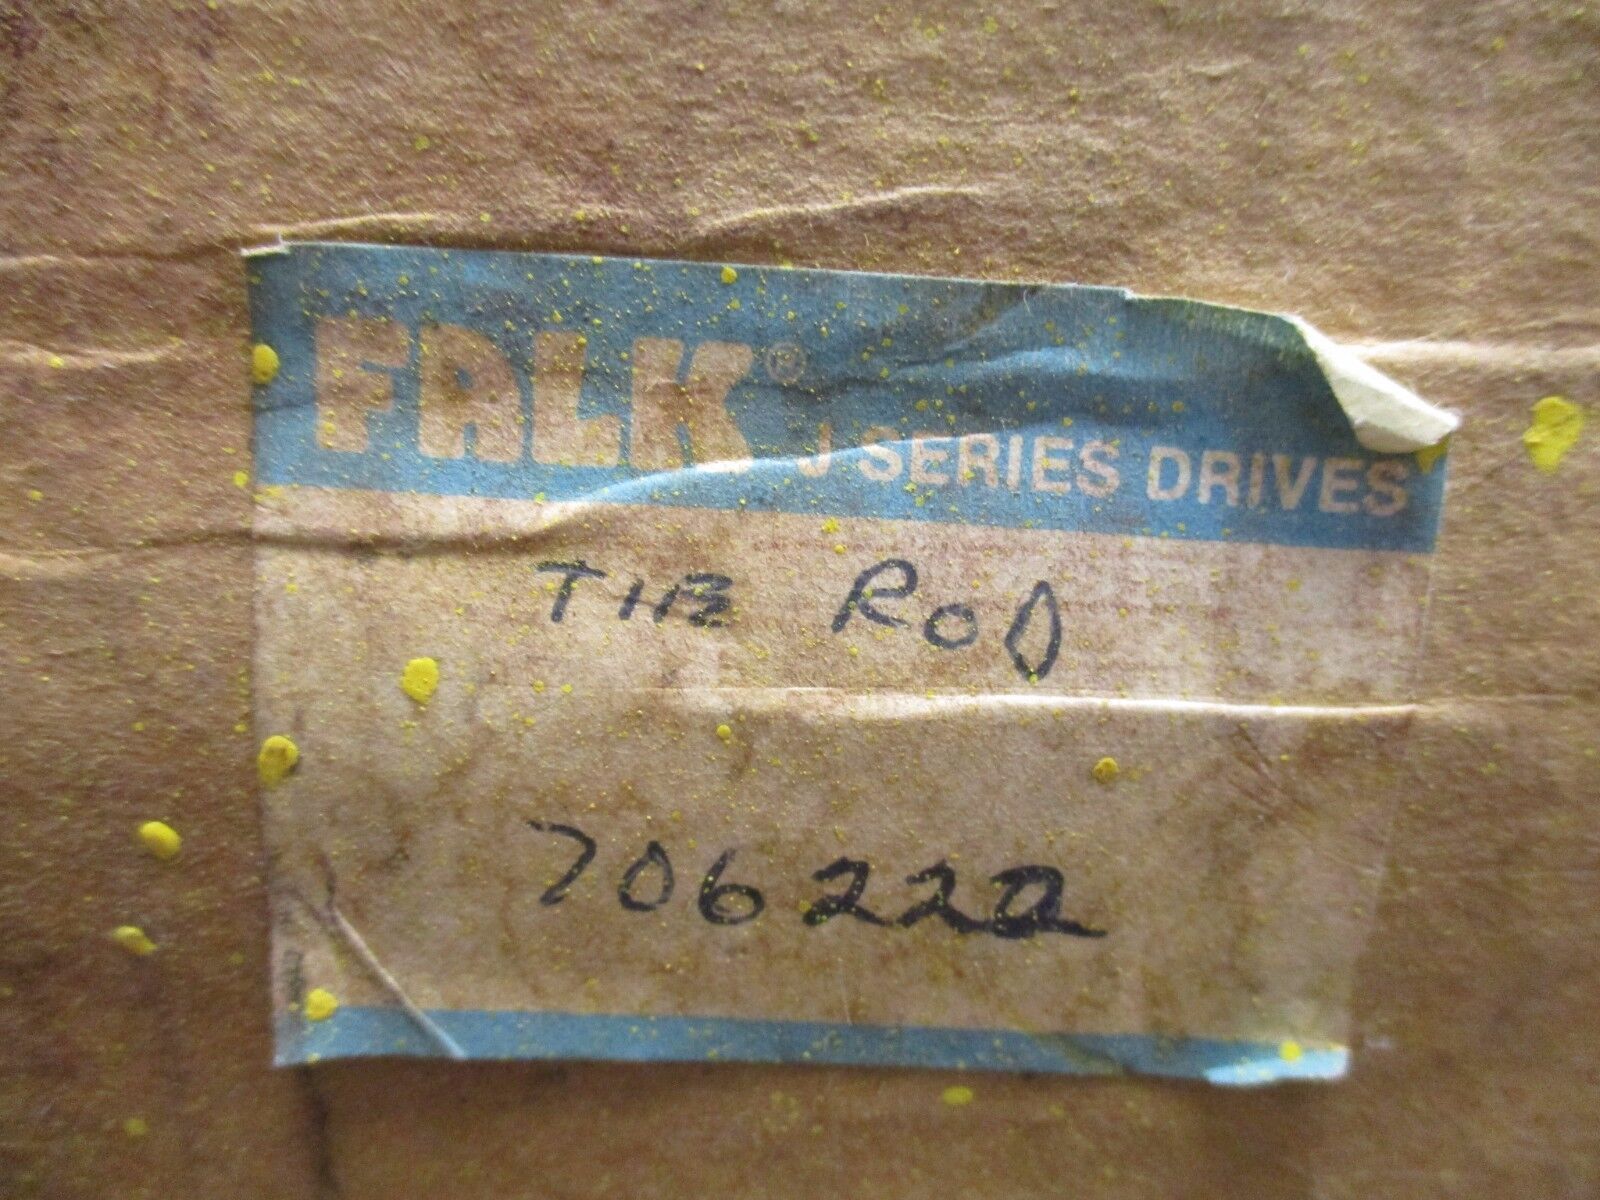 FALK® J SERIES DRIVES
TIE ROD
706222